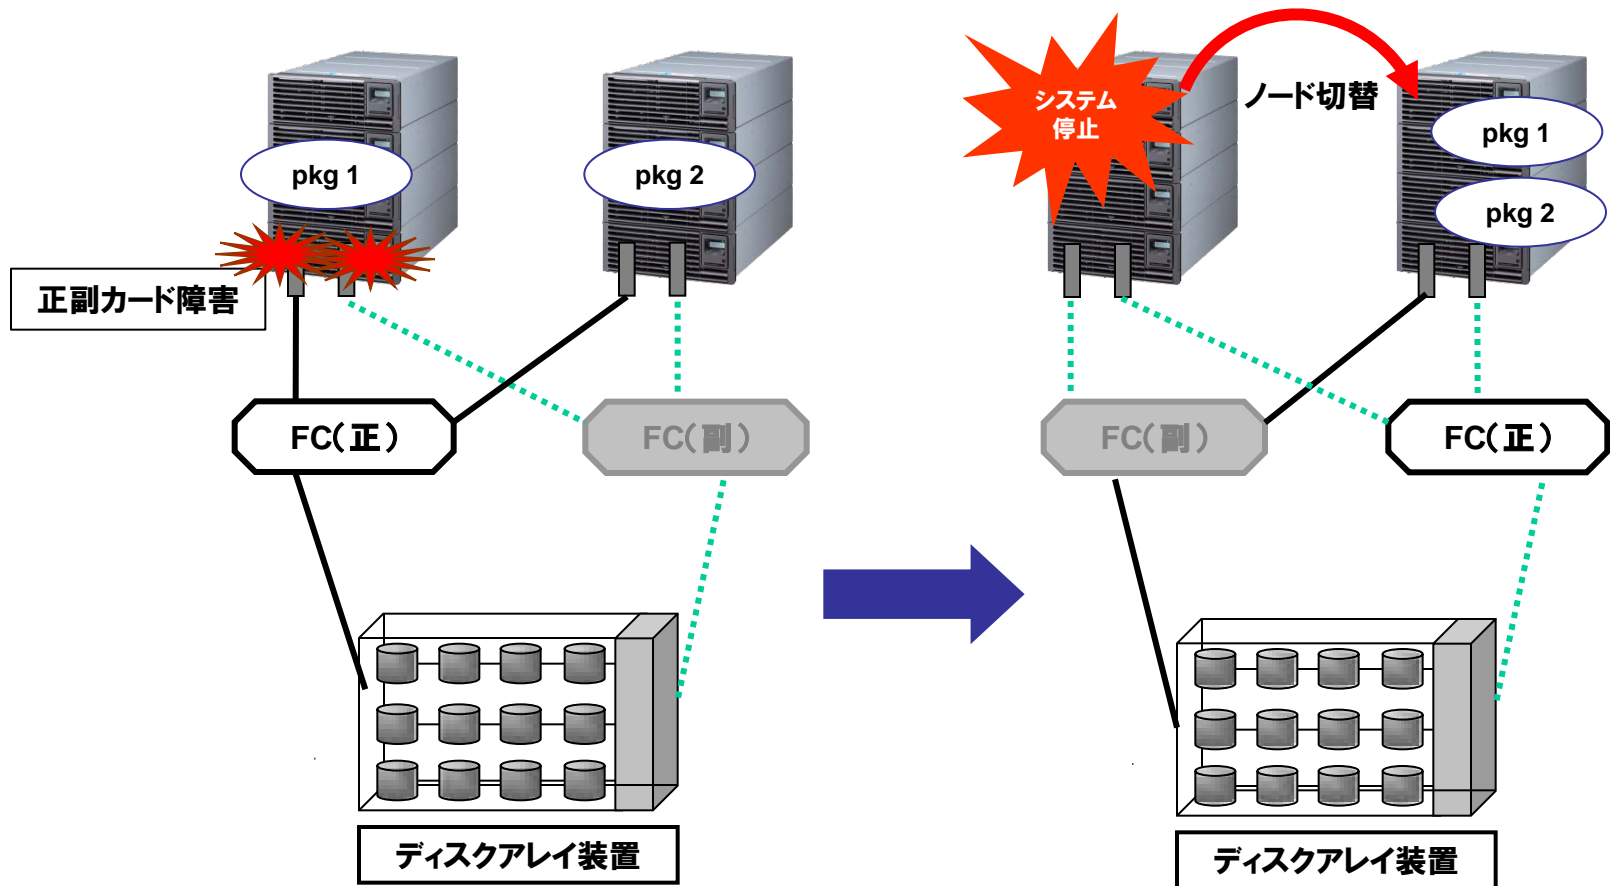 pkg 1
pkg 2
正副カード障害
FC(正)
FC(副)
ディスクアレイ装置
システム
停止
ノード切替
pkg 1
pkg 2
FC(副)
FC(正)
ディスクアレイ装置